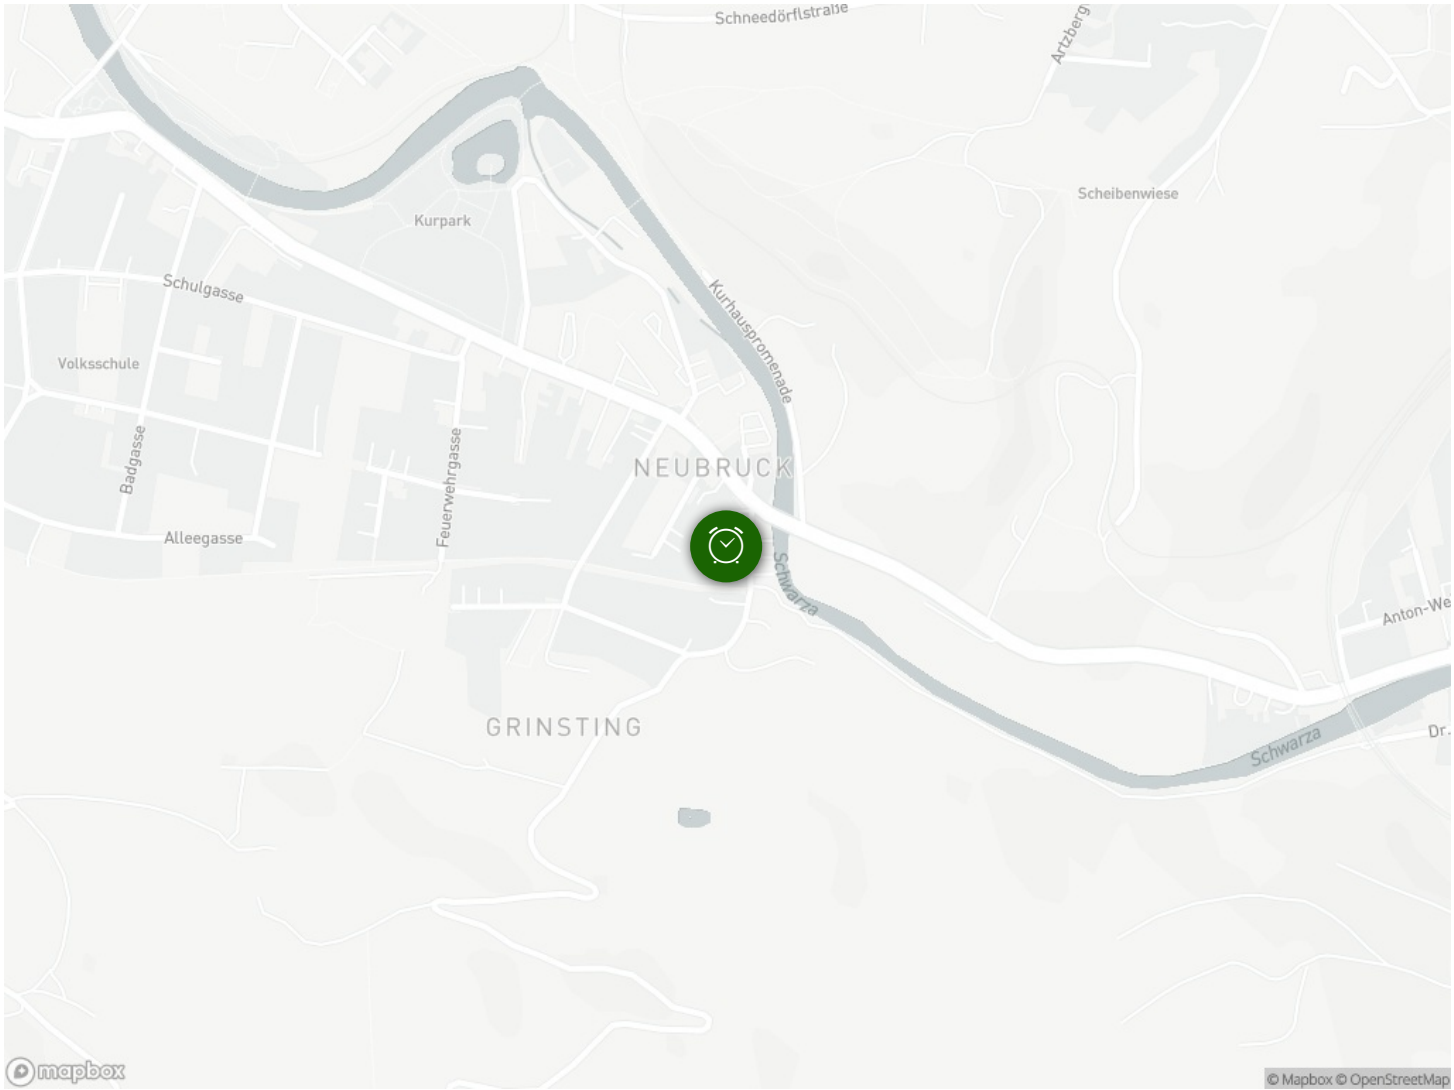 Schneedörflstraße
Artzberg
Scheibenwiese
Kurpark
Schulgasse
Kurhauspromenade
Volksschule
Badgasse
Feuerwehrgasse
NEUBRUCK
Alleegasse
Schwarza
Anton-We
GRINSTING
Schwarza
Dr.
mapbox
© Mapbox © OpenStreetMap